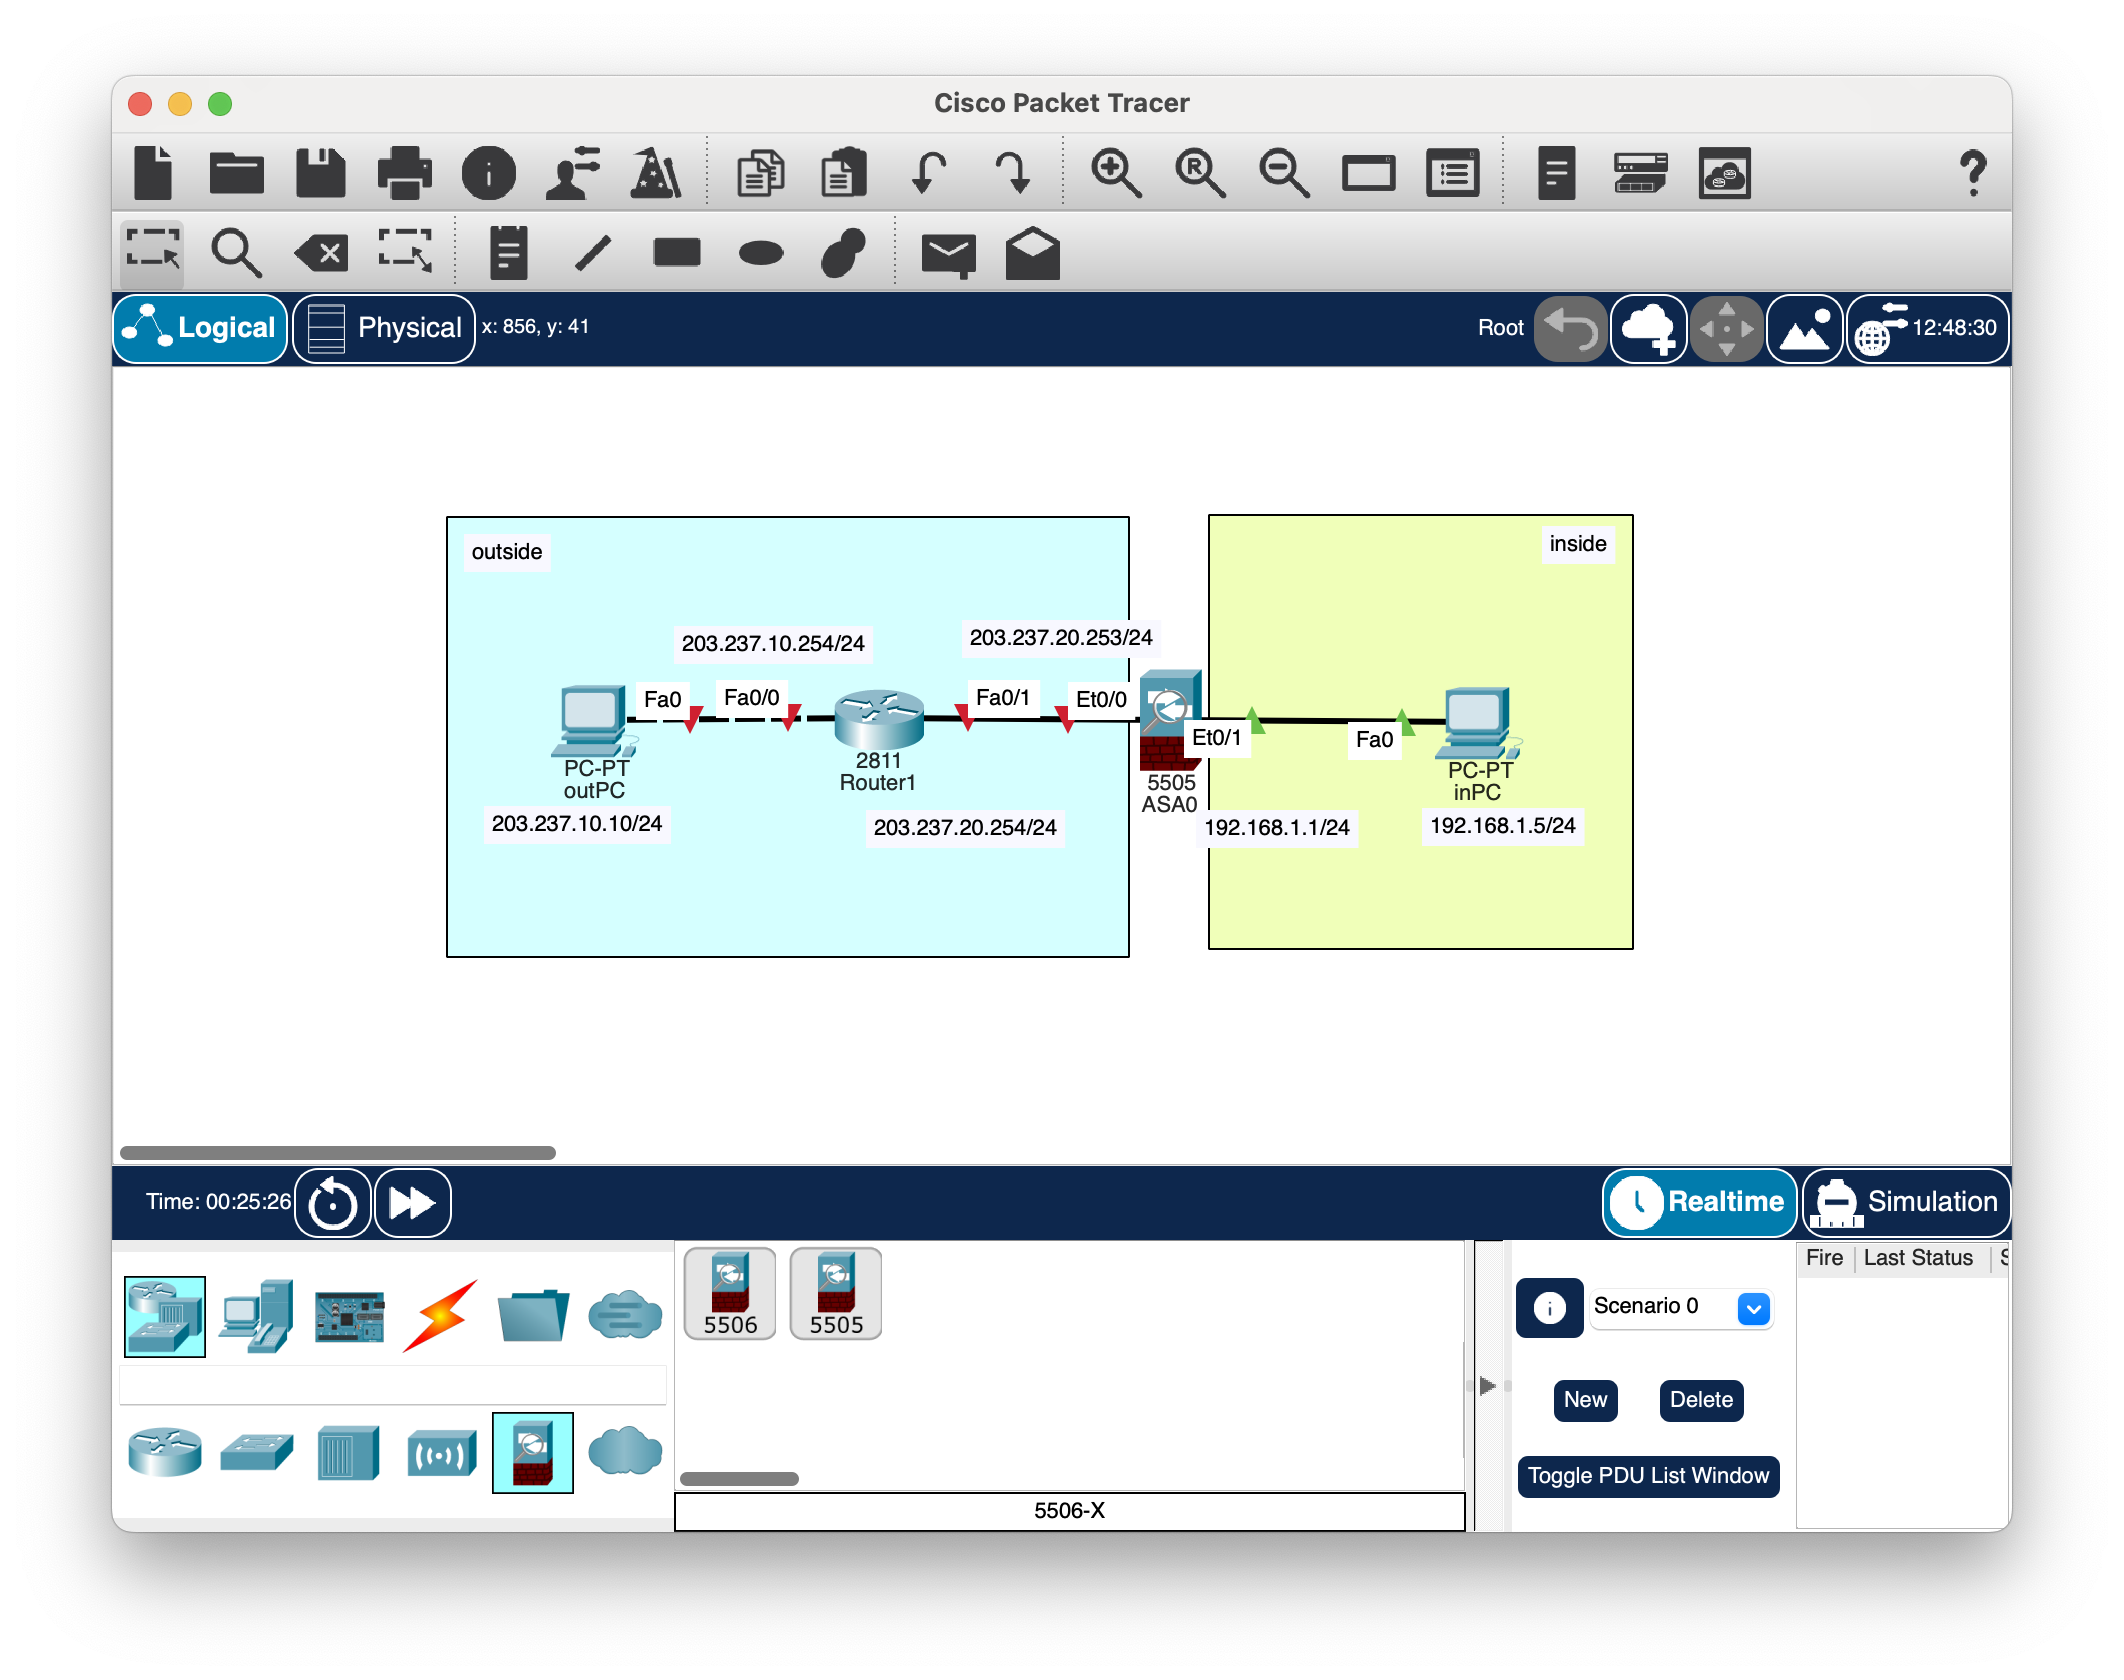 Cisco Packet Tracer
Logical
Physical
x: 856, y: 41
Root
12:48:30
outside
inside
203.237.10.254/24
203.237.20.253/24
Fa0
Fa0/0
Fa0/1
Et0/0
Et0/1
Fa0
2811
Router1
PC-PT
outPC
5505
ASA0
PC-PT
inPC
203.237.10.10/24
203.237.20.254/24
192.168.1.1/24
192.168.1.5/24
Time: 00:25:26
Realtime
Simulation
5506
5505
5506-X
Scenario 0
New
Delete
Toggle PDU List Window
Fire
Last Status
S